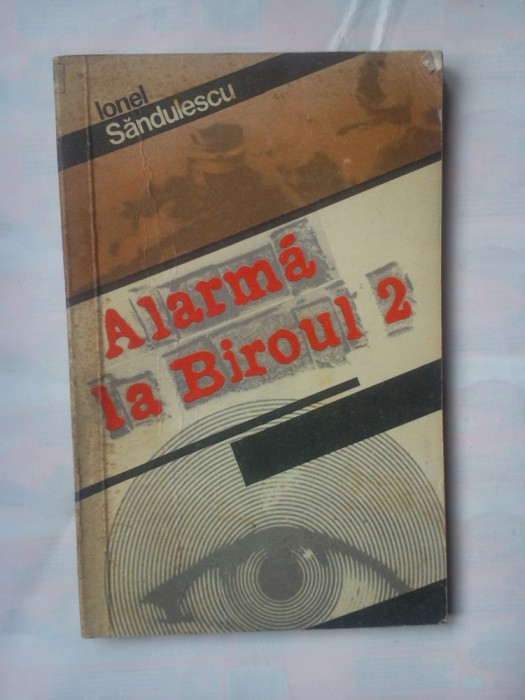 Ionel
Săndulescu
Alarmă
la Biroul 2